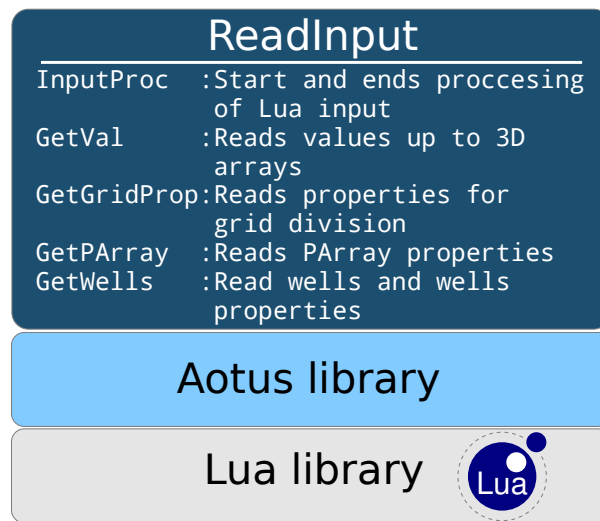 ReadInput
InputProc :Start and ends proccesing
of Lua input
GetVal :Reads values up to 3D
arrays
GetGridProp:Reads properties for
grid division
GetPArray :Reads PArray properties
GetWells :Read wells and wells
properties
Aotus library
Lua library
Lua